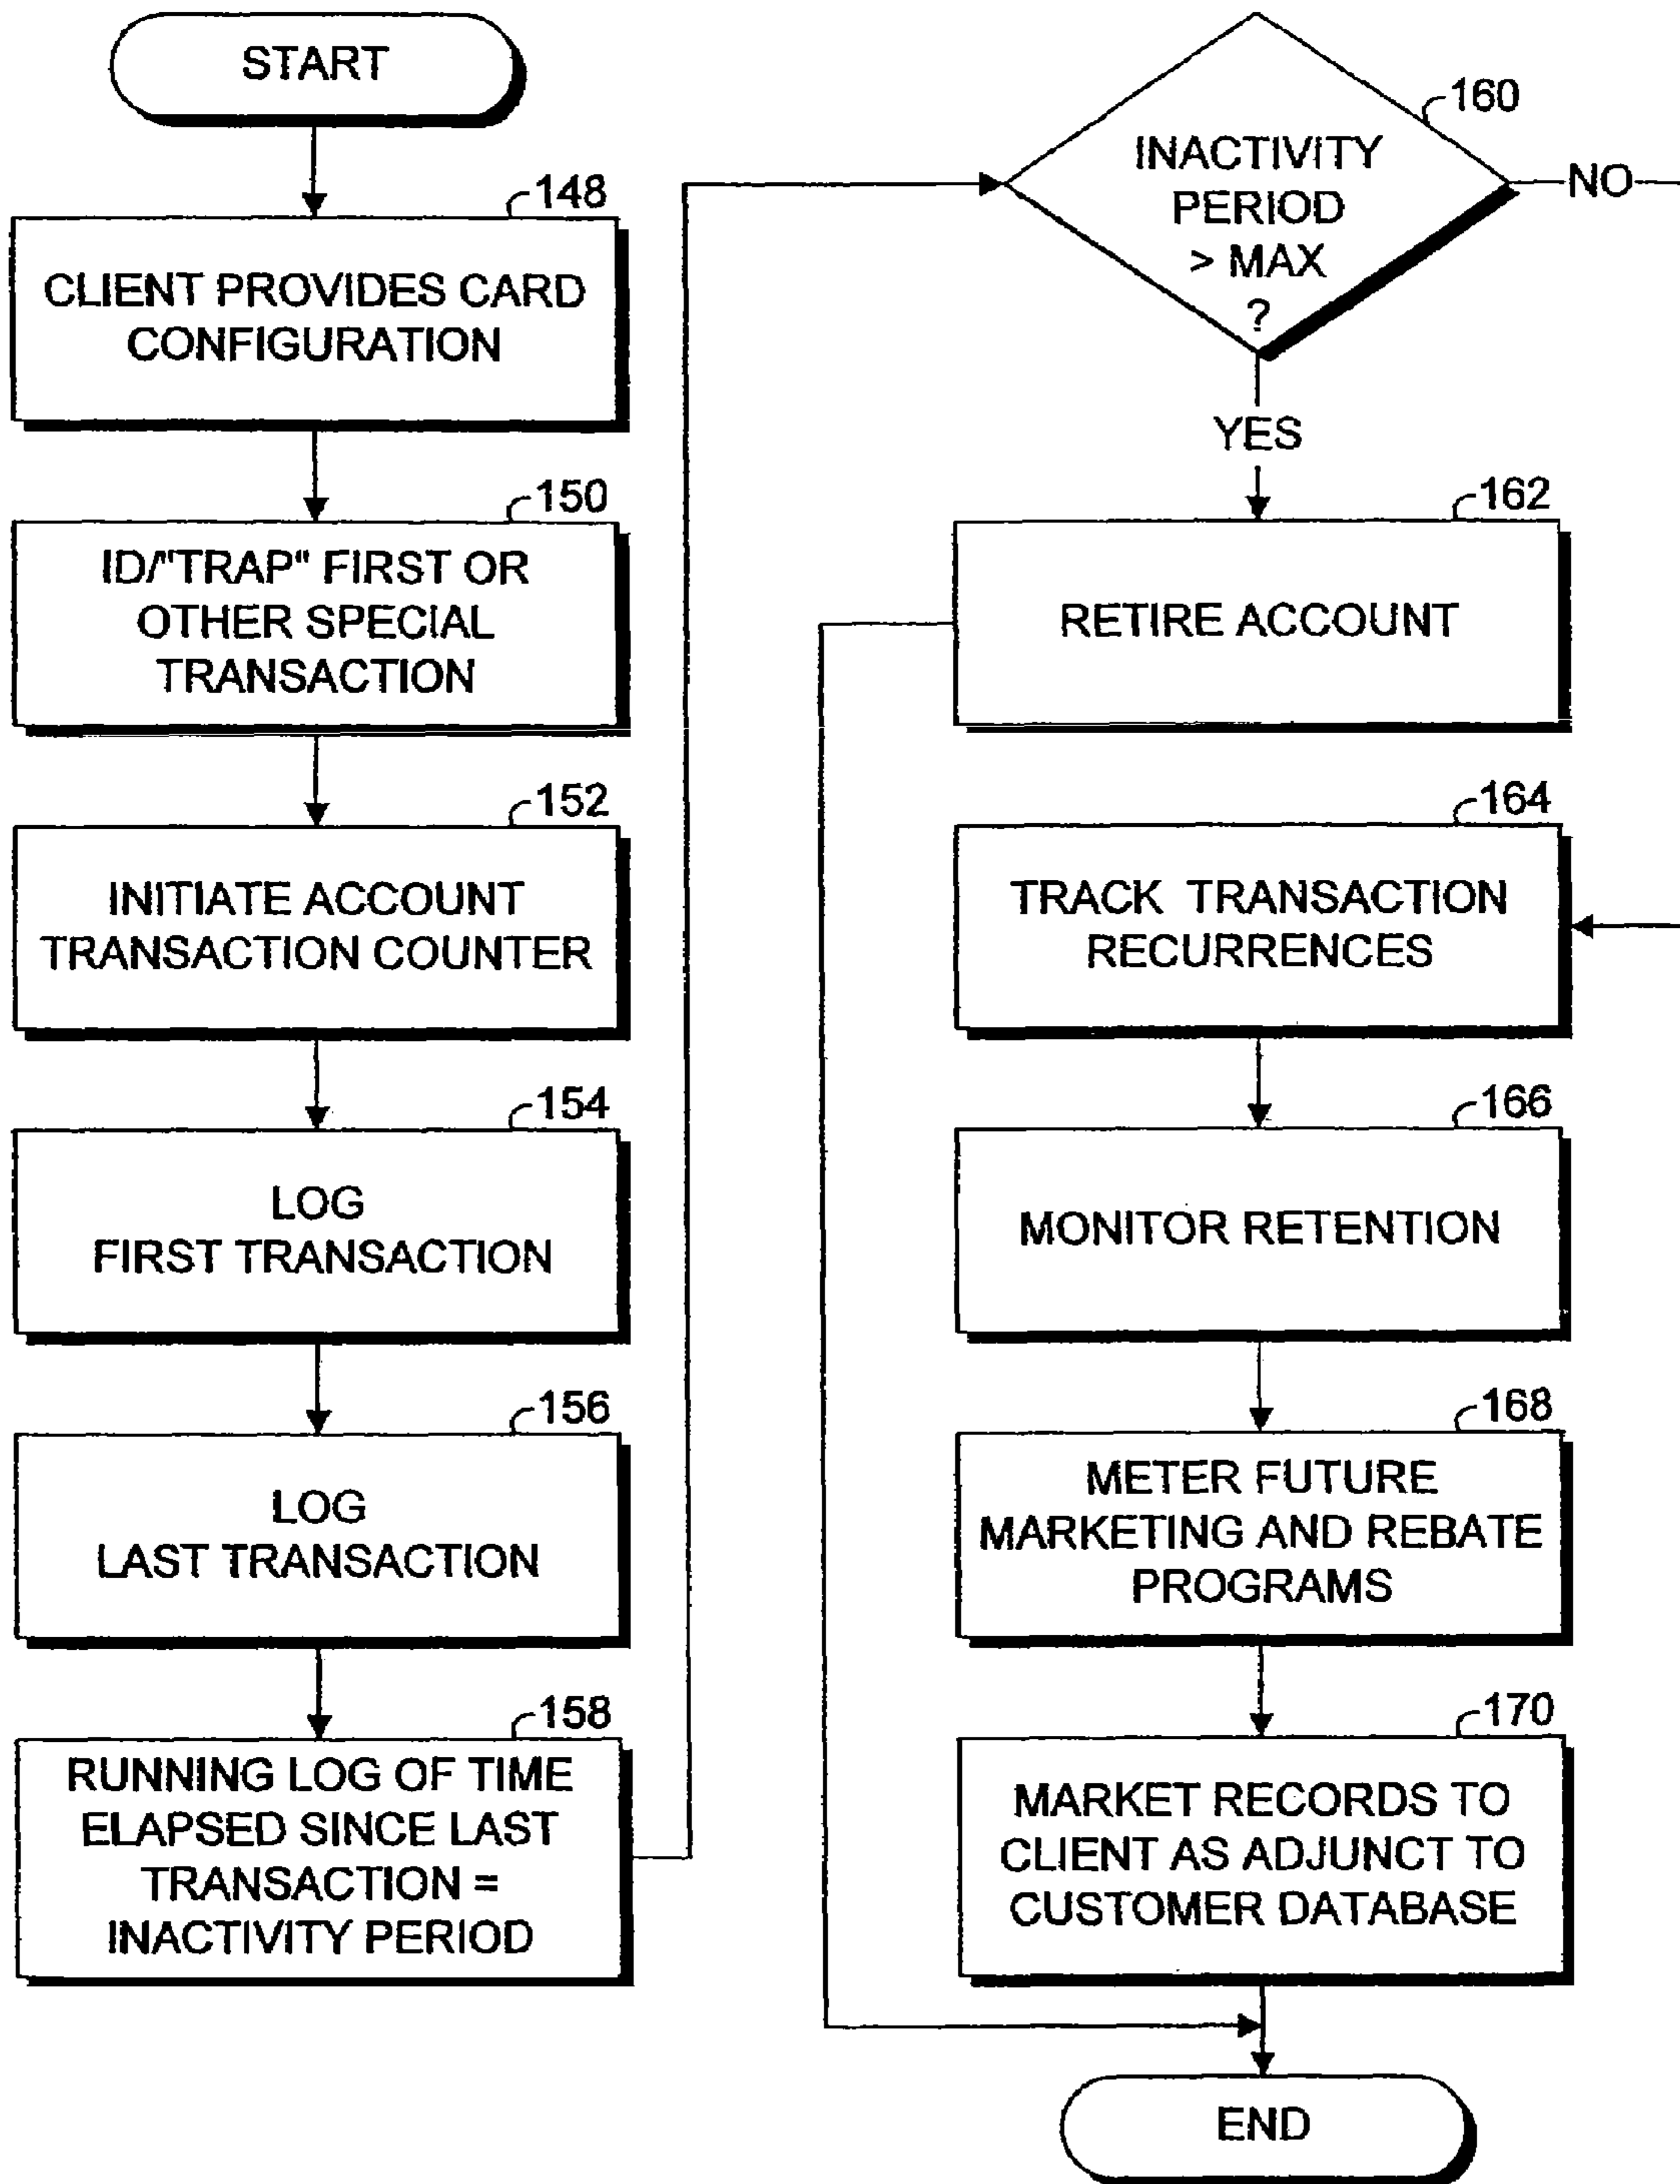 START
148
CLIENT PROVIDES CARD
CONFIGURATION
150
ID/"TRAP" FIRST OR
OTHER SPECIAL
TRANSACTION
152
INITIATE ACCOUNT
TRANSACTION COUNTER
154
LOG
FIRST TRANSACTION
156
LOG
LAST TRANSACTION
158
RUNNING LOG OF TIME
ELAPSED SINCE LAST
TRANSACTION =
INACTIVITY PERIOD
160
INACTIVITY
PERIOD
> MAX
?
NO
YES
162
RETIRE ACCOUNT
164
TRACK TRANSACTION
RECURRENCES
166
MONITOR RETENTION
168
METER FUTURE
MARKETING AND REBATE
PROGRAMS
170
MARKET RECORDS TO
CLIENT AS ADJUNCT TO
CUSTOMER DATABASE
END